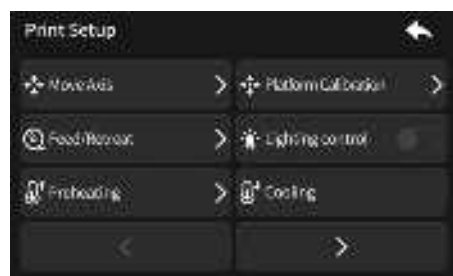 Print Setup
Move Axis
Platform Calibration
Feed/Retreat
Lighting control
Preheating
Cooling